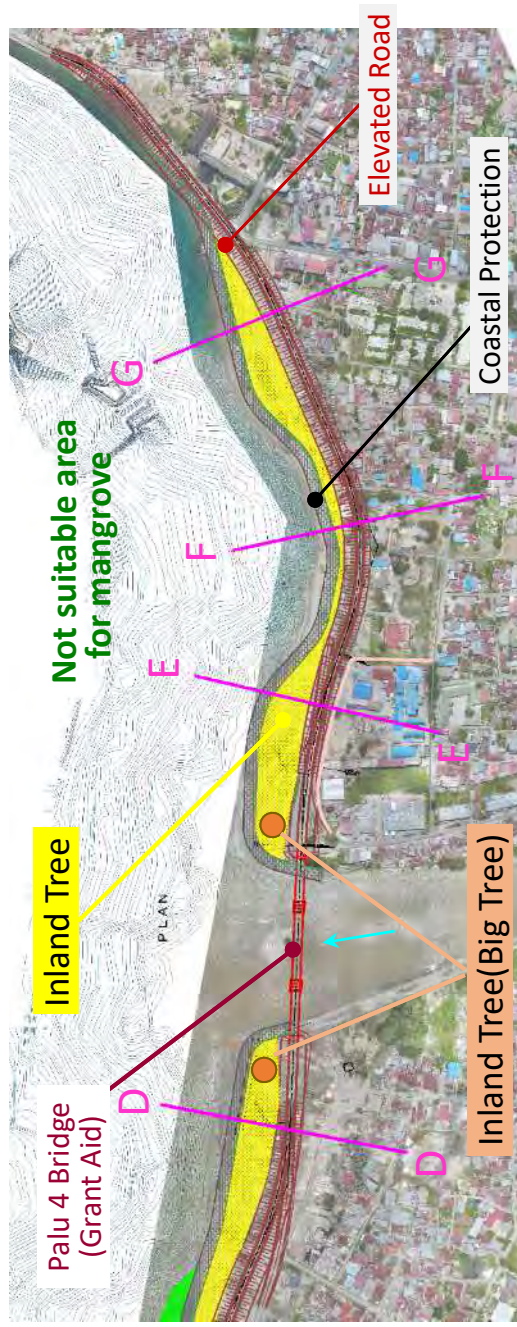 Palu 4 Bridge
(Grant Aid)
Inland Tree
Not suitable area
for mangrove
PLAN
D
E
F
G
D
E
F
G
Inland Tree(Big Tree)
Coastal Protection
Elevated Road